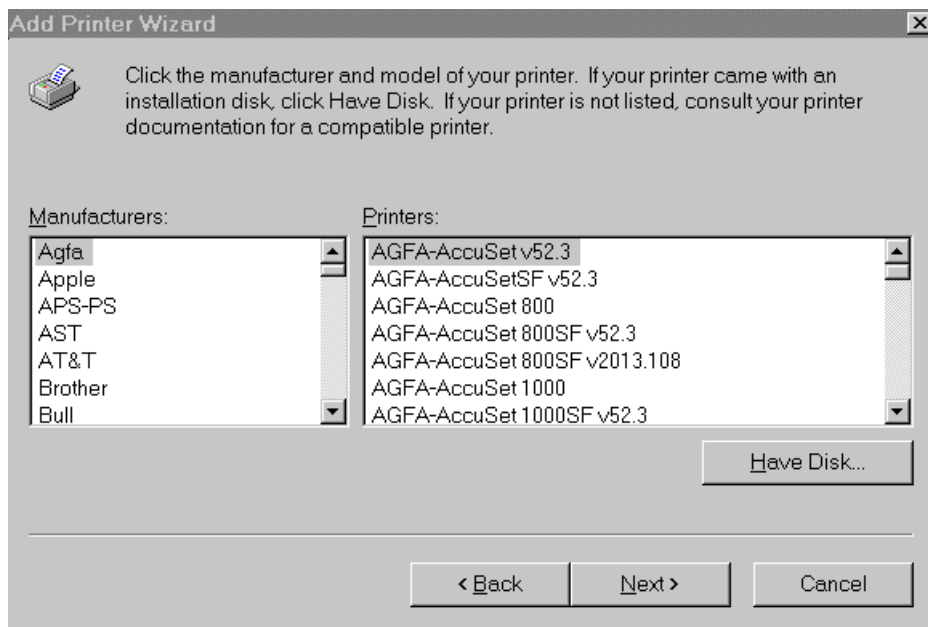 Add Printer Wizard
Click the manufacturer and model of your printer. If your printer came with an
installation disk, click Have Disk. If your printer is not listed, consult your printer
documentation for a compatible printer.
Manufacturers:
Agfa
Apple
APS-PS
AST
AT&T
Brother
Bull
Printers:
AGFA-AccuSet v52.3
AGFA-AccuSetSF v52.3
AGFA-AccuSet 800
AGFA-AccuSet 800SF v52.3
AGFA-AccuSet 800SF v2013.108
AGFA-AccuSet 1000
AGFA-AccuSet 1000SF v52.3
Have Disk...
< Back
Next >
Cancel